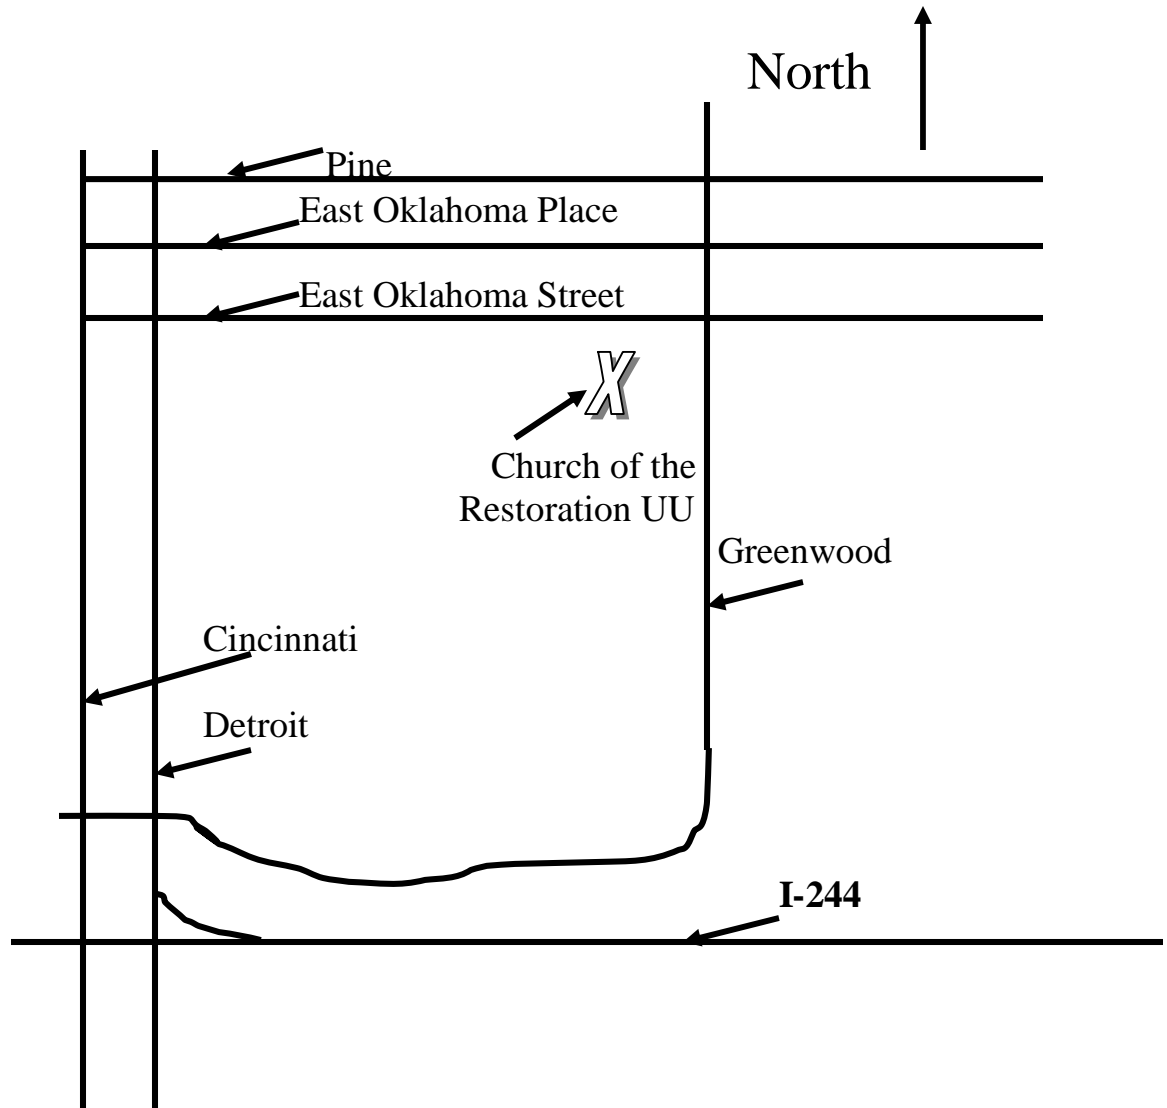 North
Pine
East Oklahoma Place
East Oklahoma Street
X
Church of the
Restoration UU
Greenwood
Cincinnati
Detroit
I-244